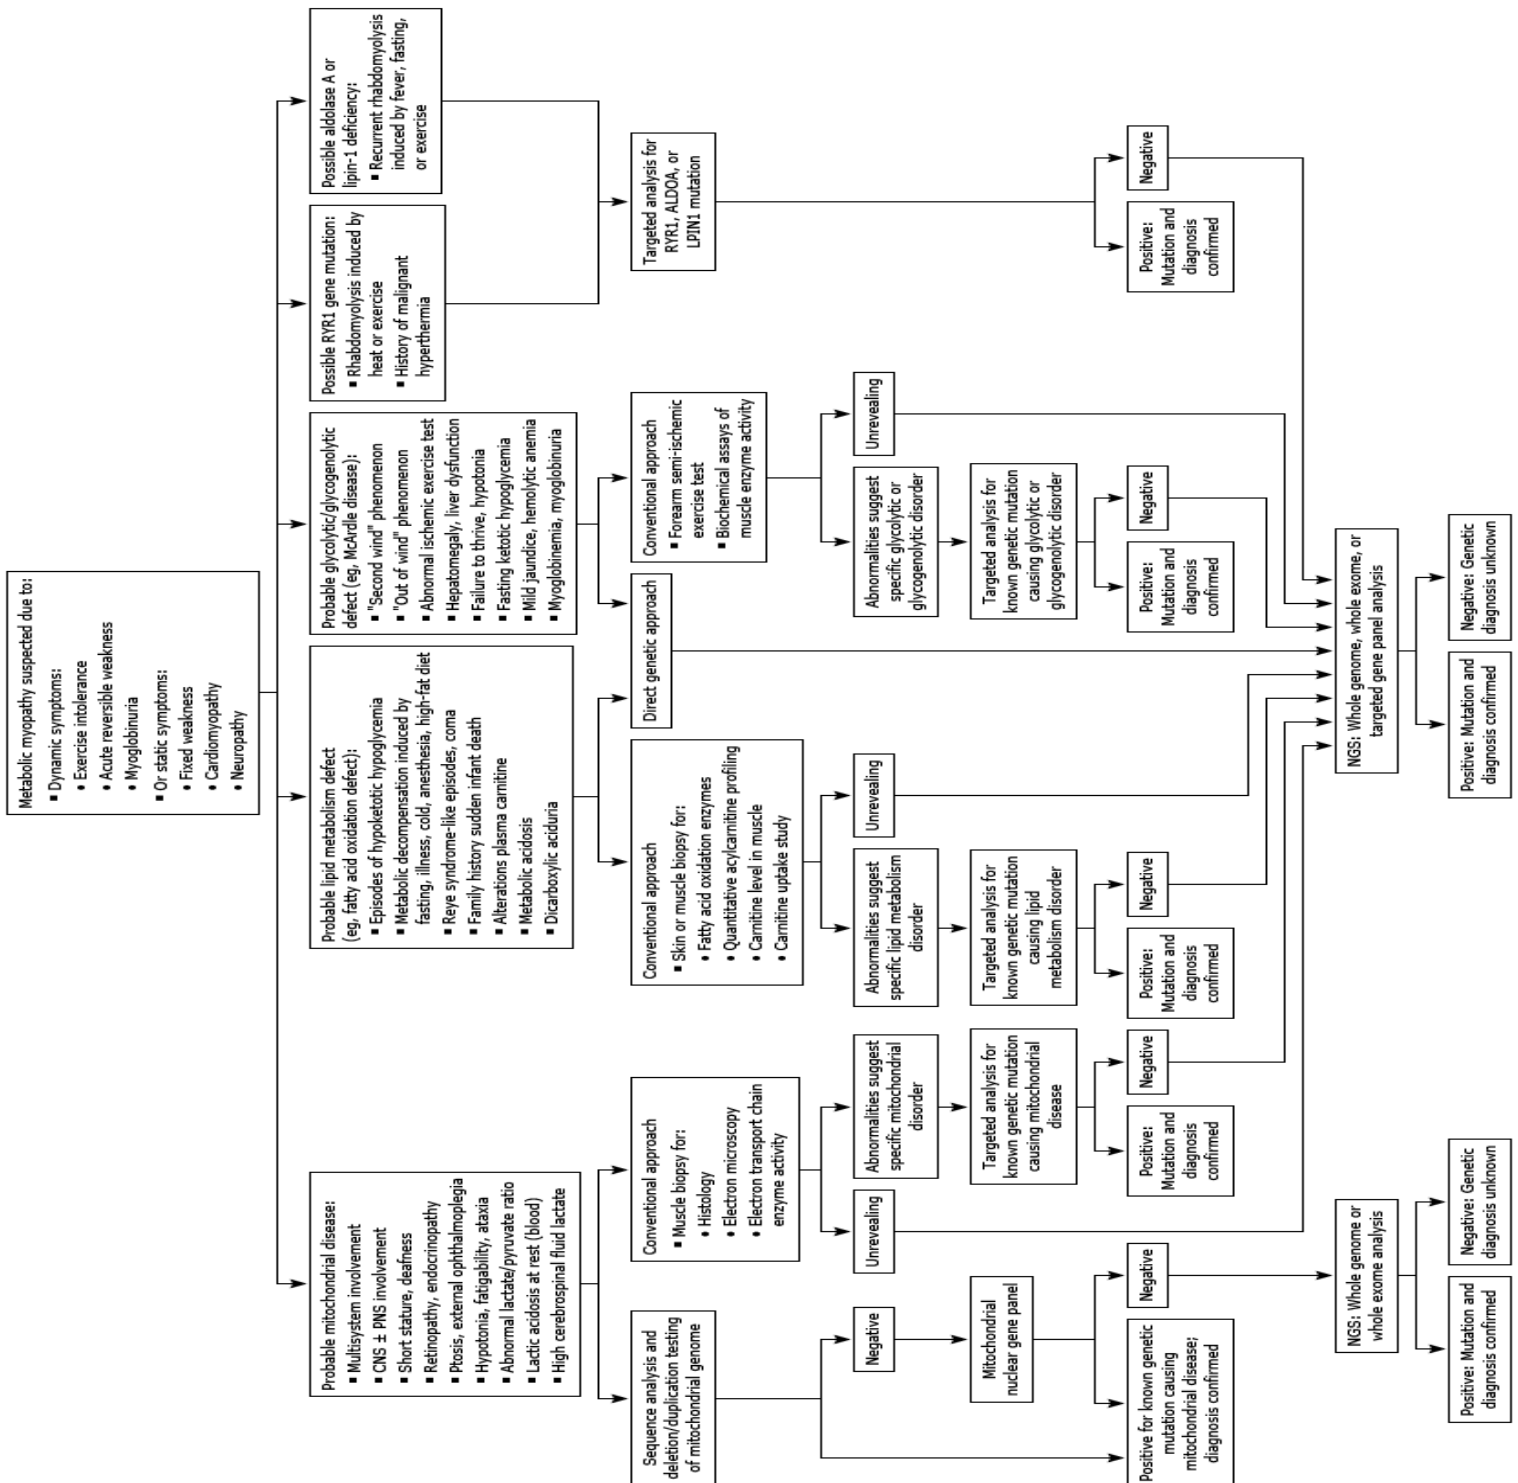 Metabolic myopathy suspected due to:
▪ Dynamic symptoms:
• Exercise intolerance
• Acute reversible weakness
• Myoglobinuria
▪ Or static symptoms:
• Fixed weakness
• Cardiomyopathy
• Neuropathy
Probable mitochondrial disease:
▪ Multisystem involvement
▪ CNS ± PNS involvement
▪ Short stature, deafness
▪ Retinopathy, endocrinopathy
▪ Ptosis, external ophthalmoplegia
▪ Hypotonia, fatigability, ataxia
▪ Abnormal lactate/pyruvate ratio
▪ Lactic acidosis at rest (blood)
▪ High cerebrospinal fluid lactate
Probable lipid metabolism defect
(eg, fatty acid oxidation defect):
▪ Episodes of hypoketotic hypoglycemia
▪ Metabolic decompensation induced by
fasting, illness, cold, anesthesia, high-fat diet
▪ Reye syndrome-like episodes, coma
▪ Family history sudden infant death
▪ Alterations plasma carnitine
▪ Metabolic acidosis
▪ Dicarboxylic aciduria
Probable glycolytic/glycogenolytic
defect (eg, McArdle disease):
▪ "Second wind" phenomenon
▪ "Out of wind" phenomenon
▪ Abnormal ischemic exercise test
▪ Hepatomegaly, liver dysfunction
▪ Failure to thrive, hypotonia
▪ Fasting ketotic hypoglycemia
▪ Mild jaundice, hemolytic anemia
▪ Myoglobinemia, myoglobinuria
Possible RYR1 gene mutation:
▪ Rhabdomyolysis induced by
heat or exercise
▪ History of malignant
hyperthermia
Possible aldolase A or
lipin-1 deficiency:
▪ Recurrent rhabdomyolysis
induced by fever, fasting,
or exercise
Sequence analysis and
deletion/duplication testing
of mitochondrial genome
Conventional approach
▪ Muscle biopsy for:
• Histology
• Electron microscopy
• Electron transport chain
enzyme activity
Conventional approach
▪ Skin or muscle biopsy for:
• Fatty acid oxidation enzymes
• Quantitative acylcarnitine profiling
• Carnitine level in muscle
• Carnitine uptake study
Direct genetic approach
Conventional approach
▪ Forearm semi-ischemic
exercise test
▪ Biochemical assays of
muscle enzyme activity
Targeted analysis for
RYR1, ALDOA, or
LPIN1 mutation
Negative
Unrevealing
Abnormalities suggest
specific mitochondrial
disorder
Abnormalities suggest
specific lipid metabolism
disorder
Unrevealing
Abnormalities suggest
specific glycolytic or
glycogenolytic disorder
Unrevealing
Mitochondrial
nuclear gene panel
Targeted analysis for
known genetic mutation
causing mitochondrial
disease
Targeted analysis for
known genetic mutation
causing lipid
metabolism disorder
Targeted analysis for
known genetic mutation
causing glycolytic or
glycogenolytic disorder
Positive for known genetic
mutation causing
mitochondrial disease;
diagnosis confirmed
Negative
Positive:
Mutation and
diagnosis
confirmed
Negative
Positive:
Mutation and
diagnosis
confirmed
Negative
Positive:
Mutation and
diagnosis
confirmed
Negative
Positive:
Mutation and
diagnosis
confirmed
Negative
NGS: Whole genome or
whole exome analysis
NGS: Whole genome, whole exome, or
targeted gene panel analysis
Positive: Mutation and
diagnosis confirmed
Negative: Genetic
diagnosis unknown
Positive: Mutation and
diagnosis confirmed
Negative: Genetic
diagnosis unknown